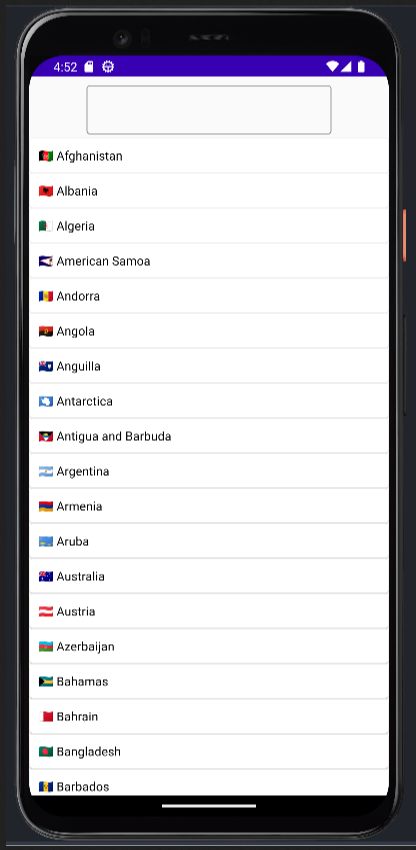 4:52
Afghanistan
Albania
Algeria
American Samoa
Andorra
Angola
Anguilla
Antarctica
Antigua and Barbuda
Argentina
Armenia
Aruba
Australia
Austria
Azerbaijan
Bahamas
Bahrain
Bangladesh
Barbados